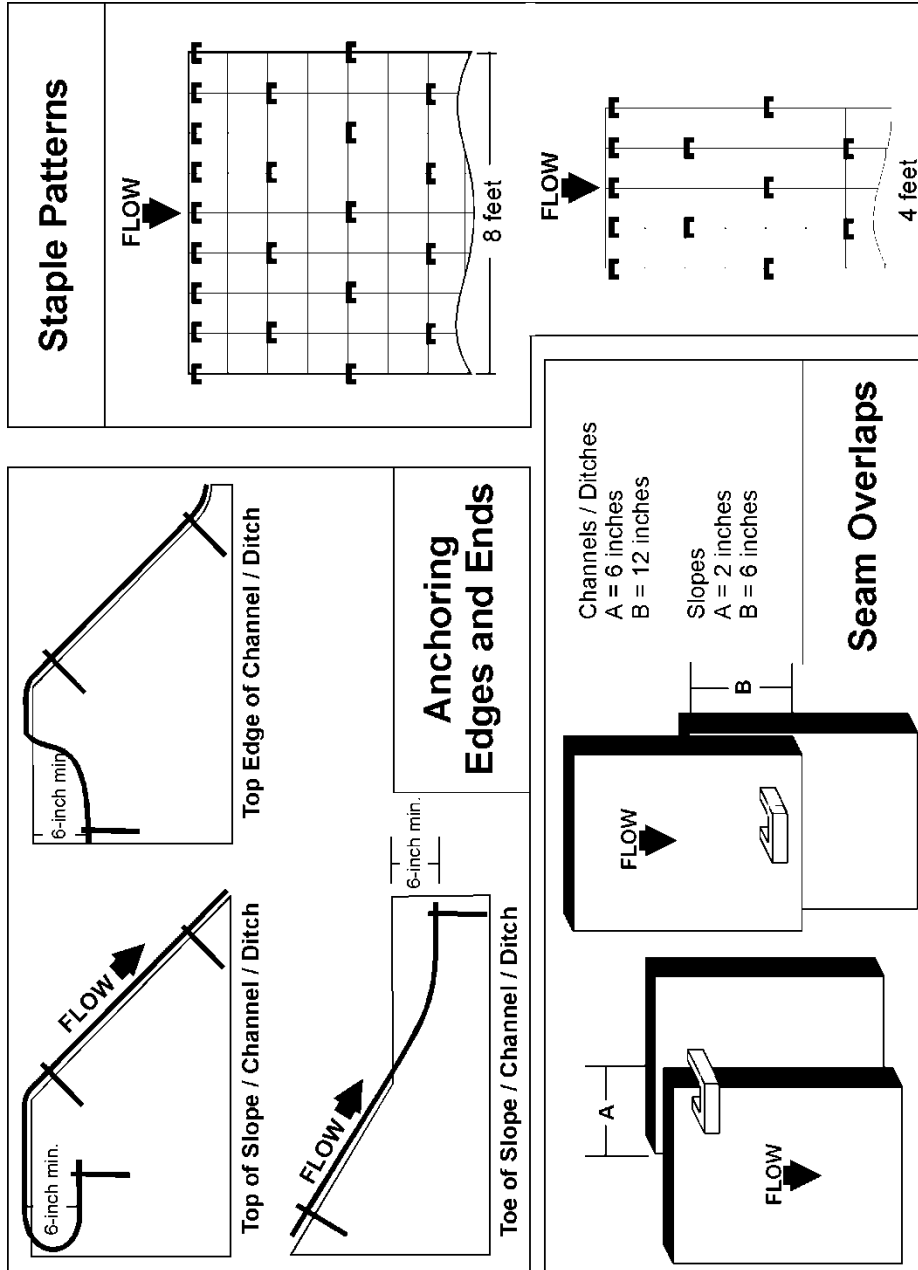 Staple Patterns
FLOW
8 feet
FLOW
4 feet
6-inch min.
FLOW
Top of Slope / Channel / Ditch
6-inch min.
Top Edge of Channel / Ditch
FLOW
6-inch min.
Toe of Slope / Channel / Ditch
Anchoring
Edges and Ends
A
FLOW
FLOW
B
Channels / Ditches
A = 6 inches
B = 12 inches
Slopes
A = 2 inches
B = 6 inches
Seam Overlaps